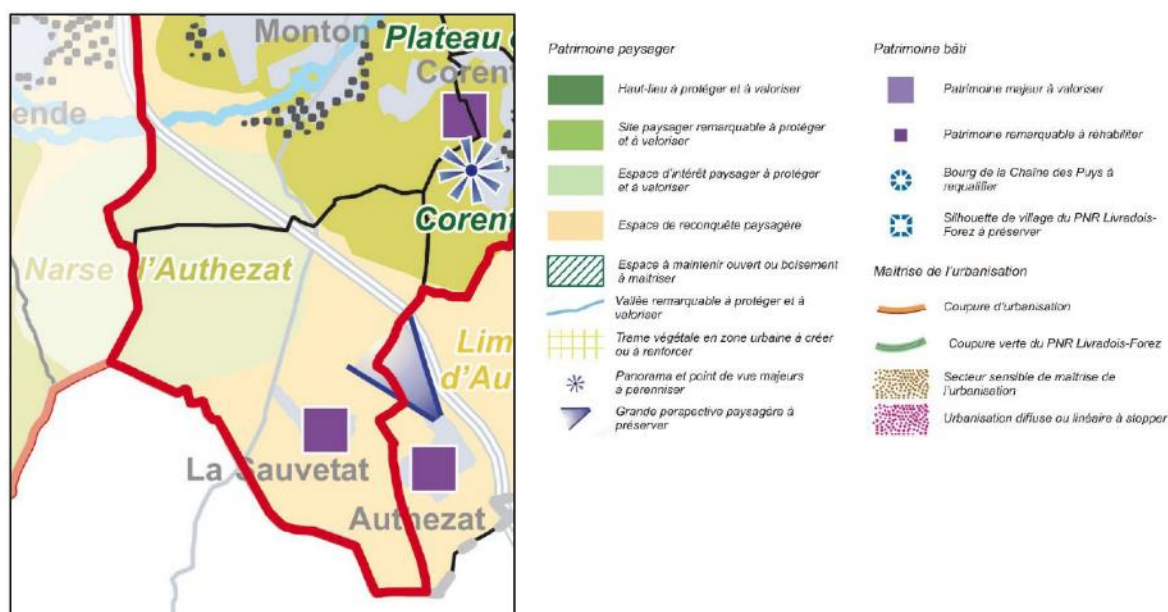 Monton
Plateau
Corent
ende
Corent
Narse d'Authezat
Lim
d'Au
La Sauvetat
Authezat
Patrimoine paysager
Haut-lieu à protéger et à valoriser
Site paysager remarquable à protéger
et à valoriser
Espace d'intérêt paysager à protéger
et à valoriser
Espace de reconquête paysagère
Espace à maintenir ouvert ou boisement
à maîtriser
Vallée remarquable à protéger et à
valoriser
Trame végétale en zone urbaine à créer
ou à renforcer
Panorama et point de vue majeurs
à pérenniser
Grande perspective paysagère à
préserver
Patrimoine bâti
Patrimoine majeur à valoriser
Patrimoine remarquable à réhabiliter
Bourg de la Chaîne des Puys à
requalifier
Silhouette de village du PNR Livradois-
Forez à préserver
Maîtrise de l'urbanisation
Coupure d'urbanisation
Coupure verte du PNR Livradois-Forez
Secteur sensible de maîtrise de
l'urbanisation
Urbanisation diffuse ou linéaire à stopper